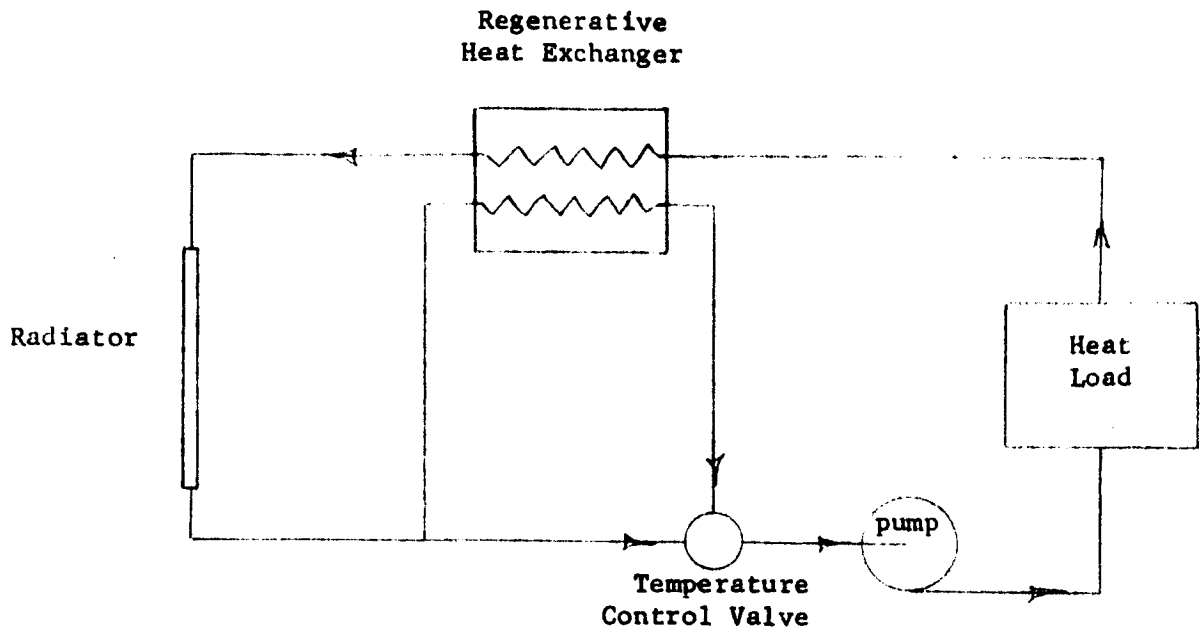 Regenerative
Heat Exchanger
Radiator
Heat
Load
pump
Temperature
Control Valve